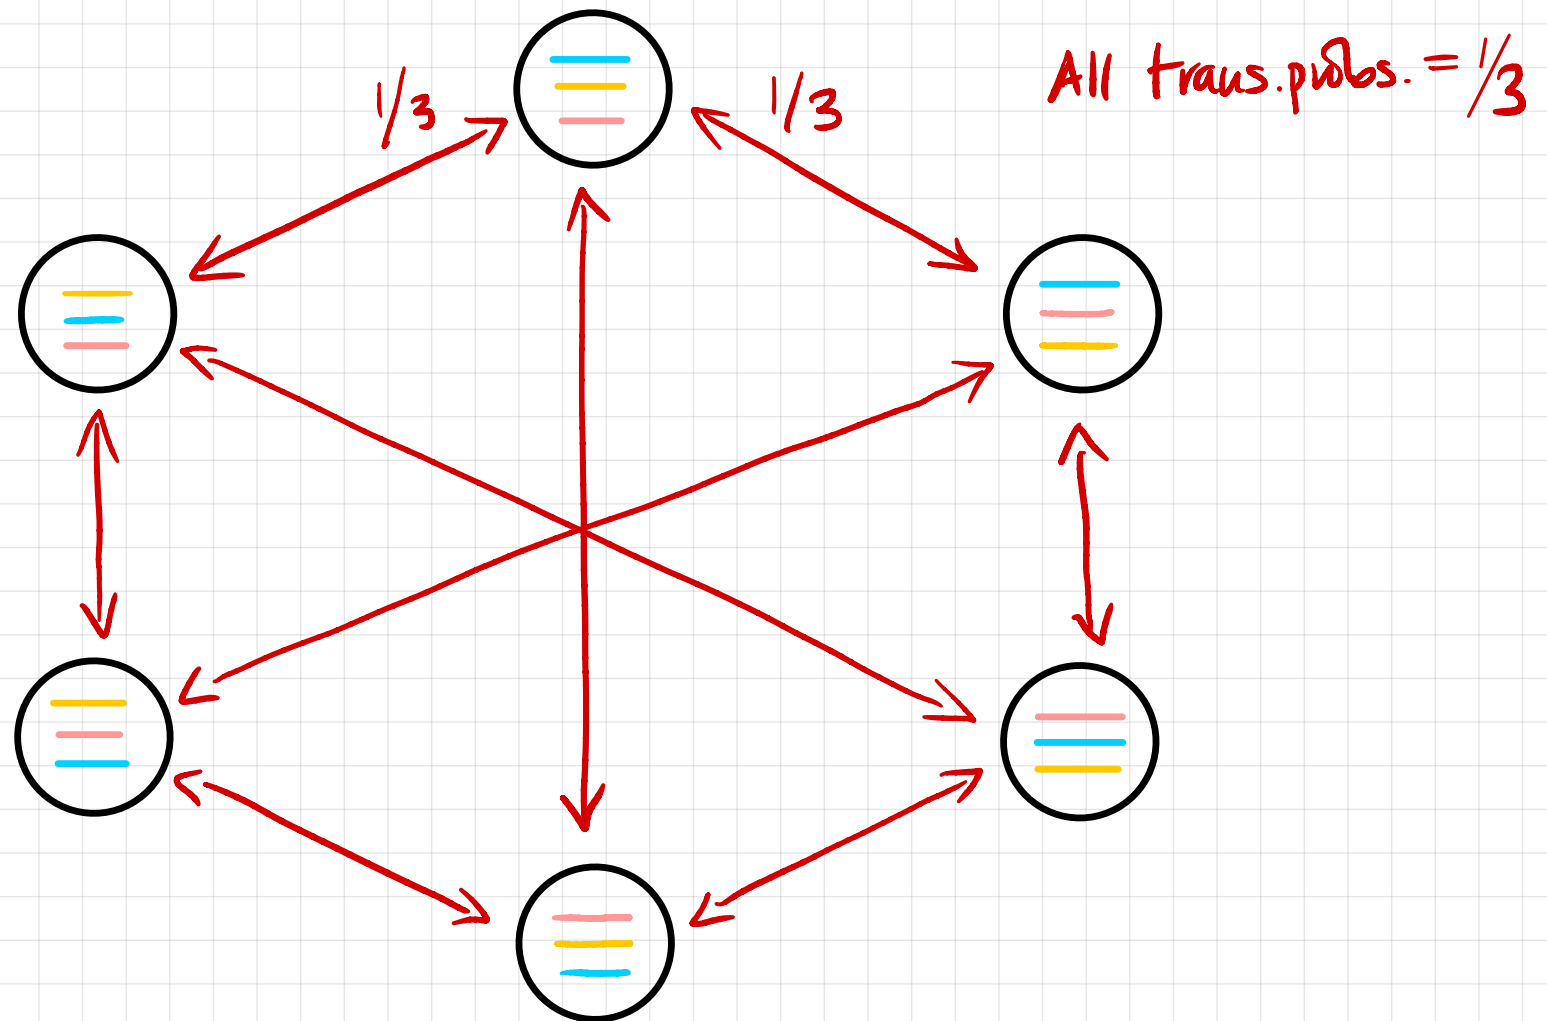 All trans. probs. = 1/3
1/3
1/3